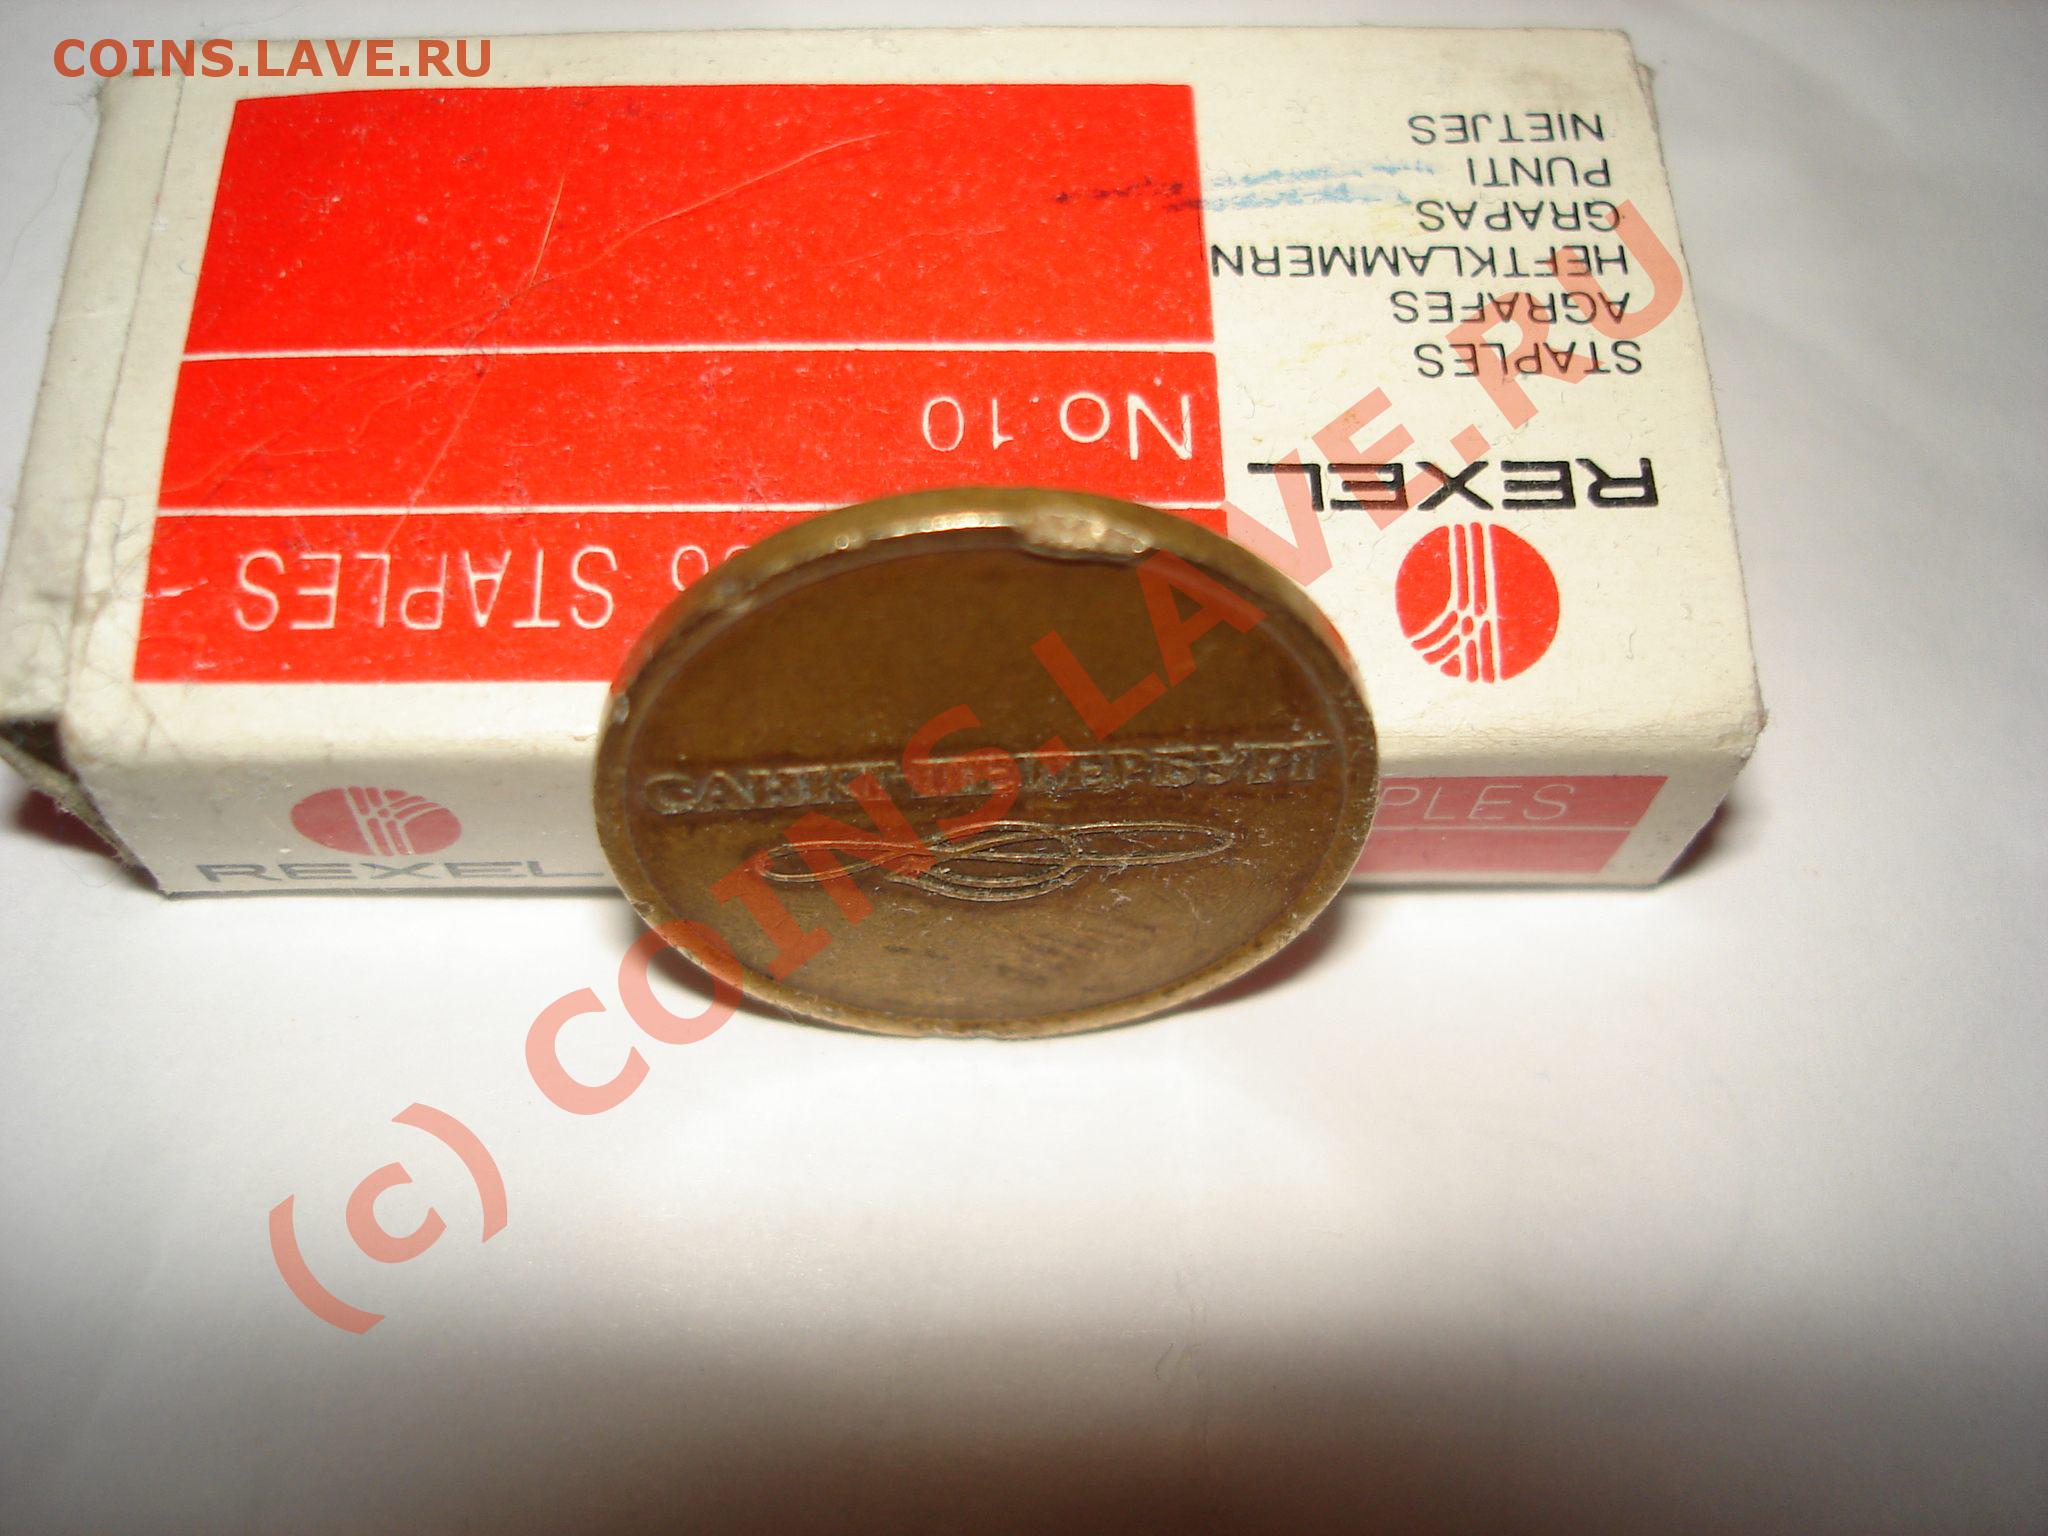 COINS.LAVE.RU
NIETJES
PUNTI
GRAPAS
HEFTKLAMMERN
AGRAFES
STAPLES
No.10
REXEL
STAPLES
САНКТ-ПЕТЕРБУРГ
REXEL
PLES
(c) COINS.LAVE.RU